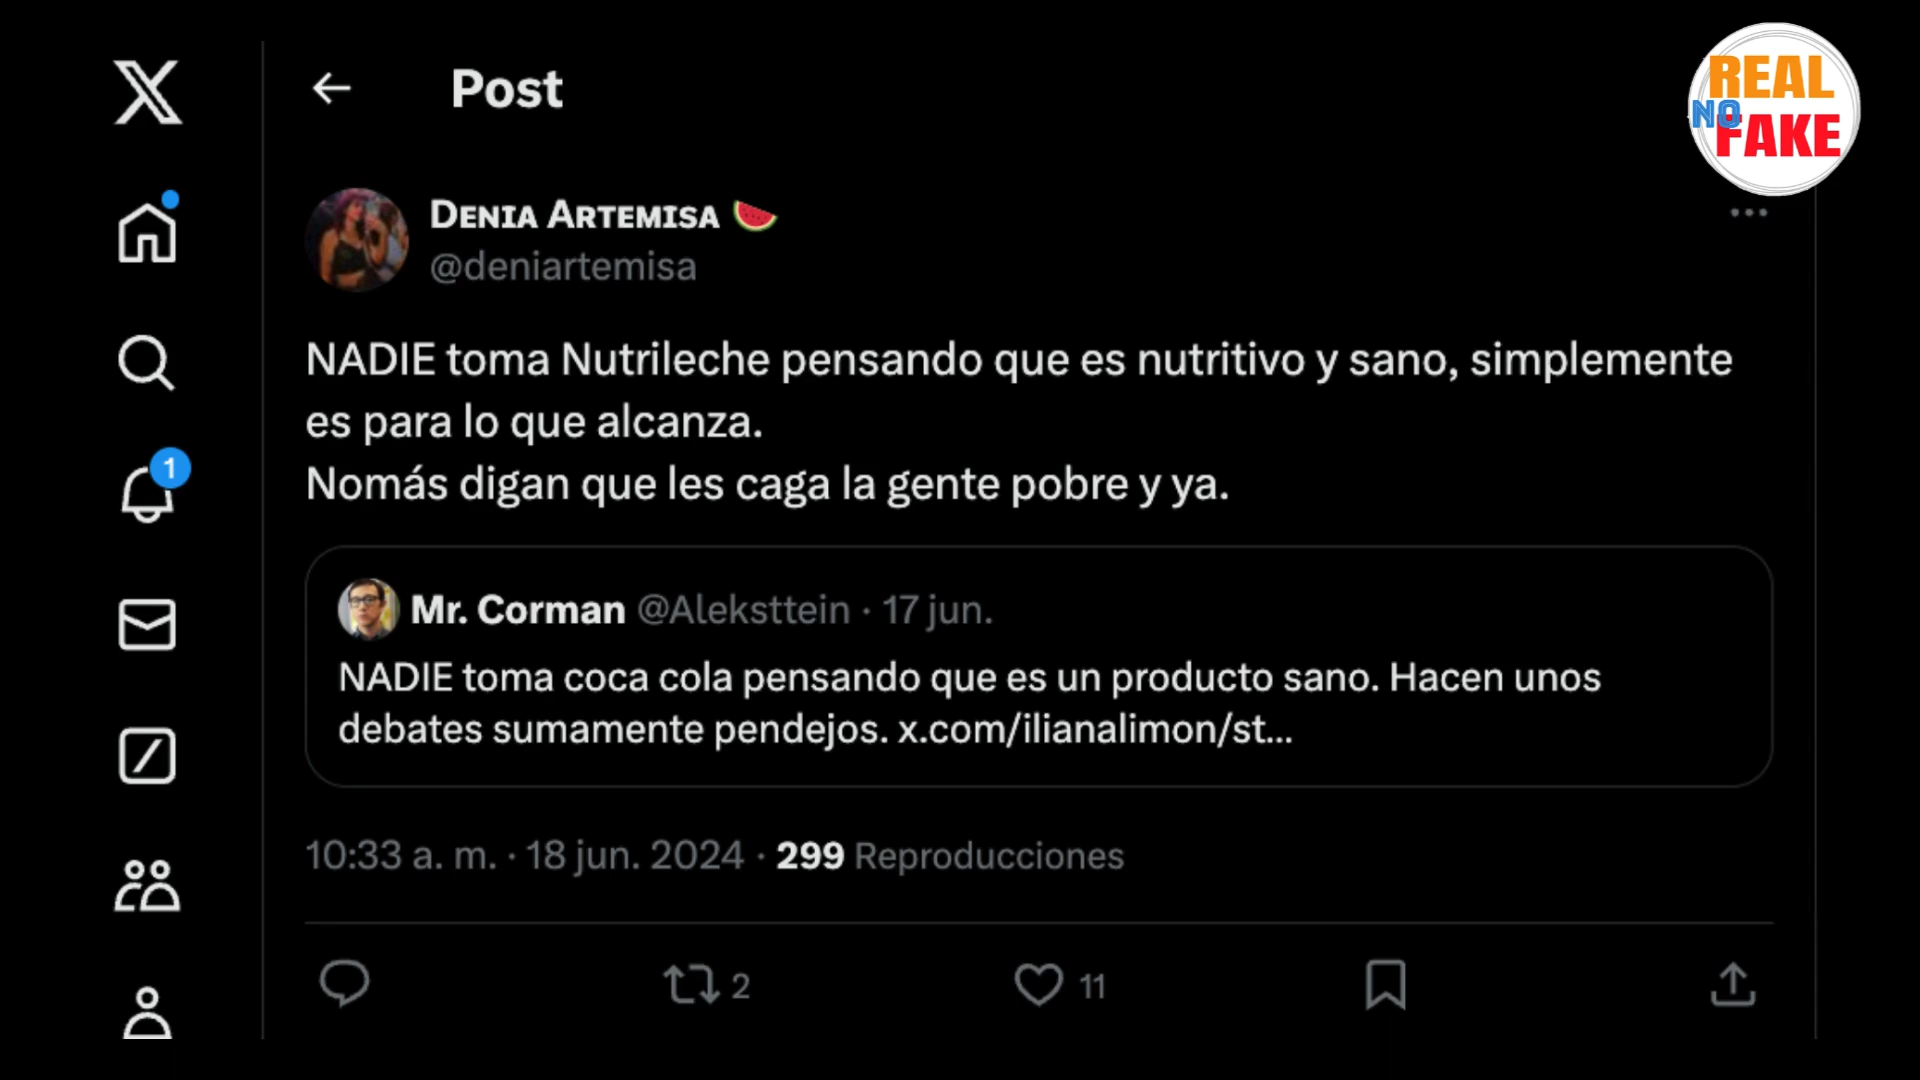 Post
REAL
NO
FAKE
DENIA ARTEMISA
@deniartemisa
NADIE toma Nutrileche pensando que es nutritivo y sano, simplemente
es para lo que alcanza.
Nomás digan que les caga la gente pobre y ya.
Mr. Corman @Aleksttein · 17 jun.
NADIE toma coca cola pensando que es un producto sano. Hacen unos
debates sumamente pendejos. x.com/ilianalimon/st...
10:33 a. m. · 18 jun. 2024 · 299 Reproducciones
1
2
11